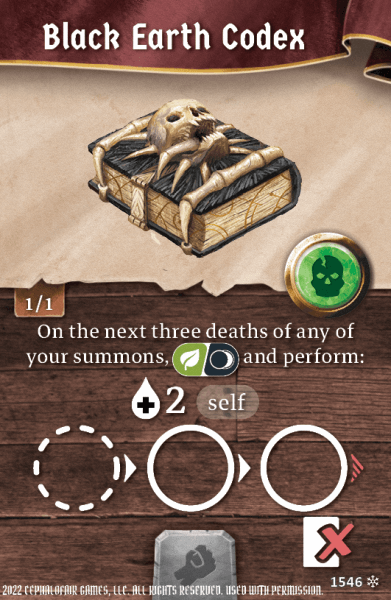 Black Earth Codex
1/1
On the next three deaths of any of
your summons, and perform:
2 self
1546
2022 CEPHALOFAIR GAMES, LLC. ALL RIGHTS RESERVED. USED WITH PERMISSION.